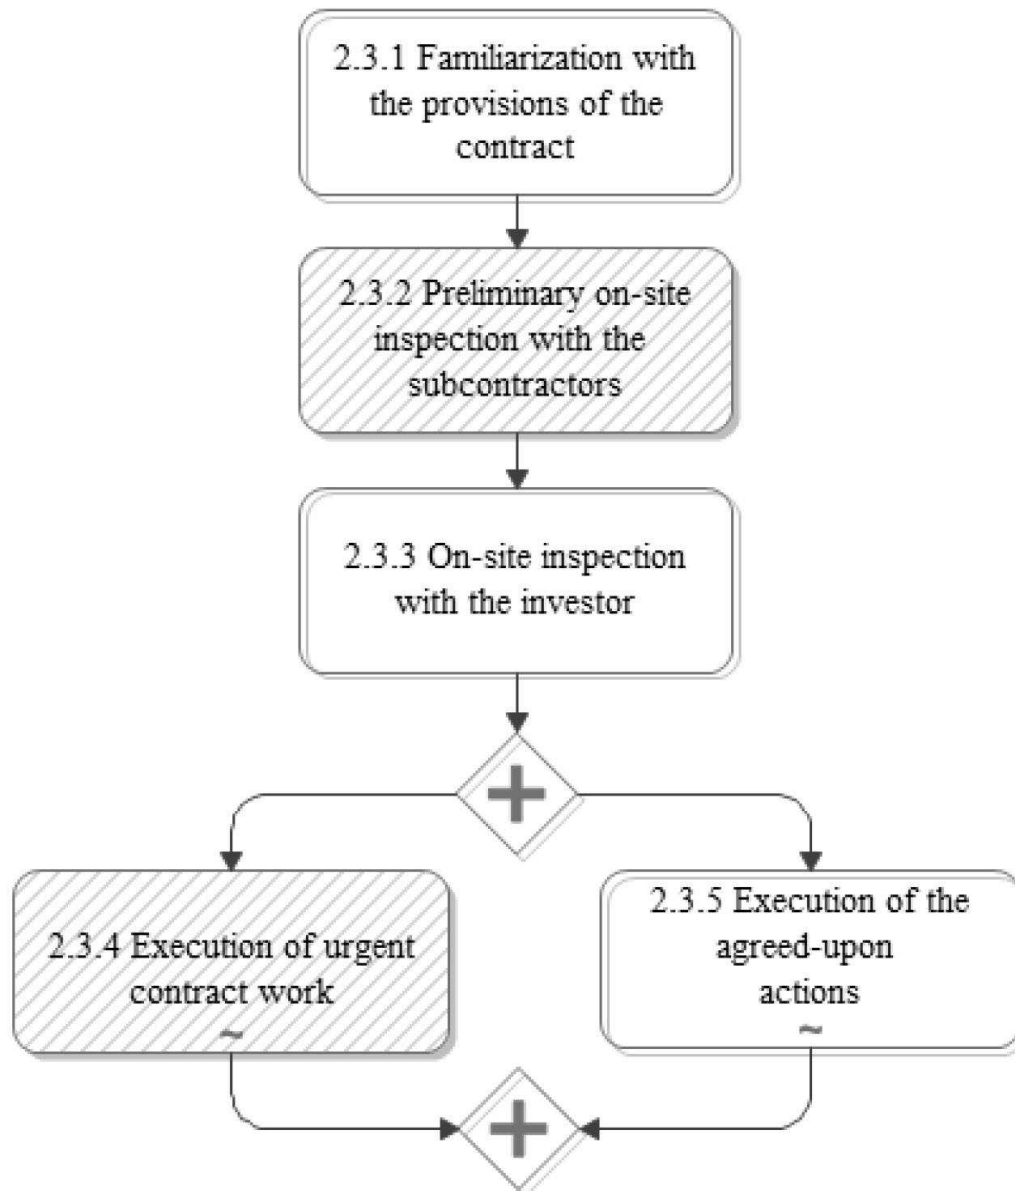 2.3.1 Familiarization with
the provisions of the
contract
2.3.2 Preliminary on-site
inspection with the
subcontractors
2.3.3 On-site inspection
with the investor
2.3.4 Execution of urgent
contract work
~
2.3.5 Execution of the
agreed-upon
actions
~